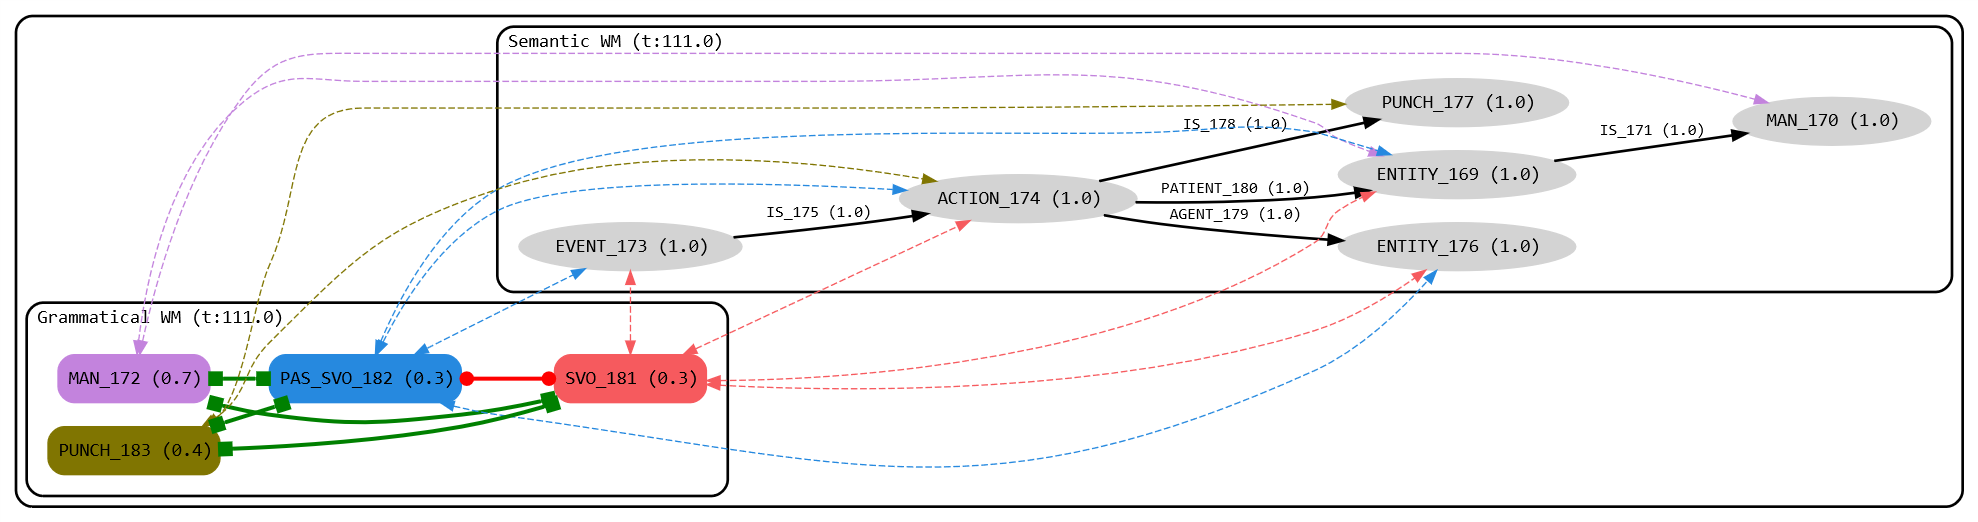 Semantic WM (t:111.0)
PUNCH_177 (1.0)
IS_178 (1.0)
MAN_170 (1.0)
IS_171 (1.0)
ENTITY_169 (1.0)
PATIENT_180 (1.0)
ACTION_174 (1.0)
IS_175 (1.0)
AGENT_179 (1.0)
EVENT_173 (1.0)
ENTITY_176 (1.0)
Grammatical WM (t:111.0)
MAN_172 (0.7)
PAS_SVO_182 (0.3)
SVO_181 (0.3)
PUNCH_183 (0.4)